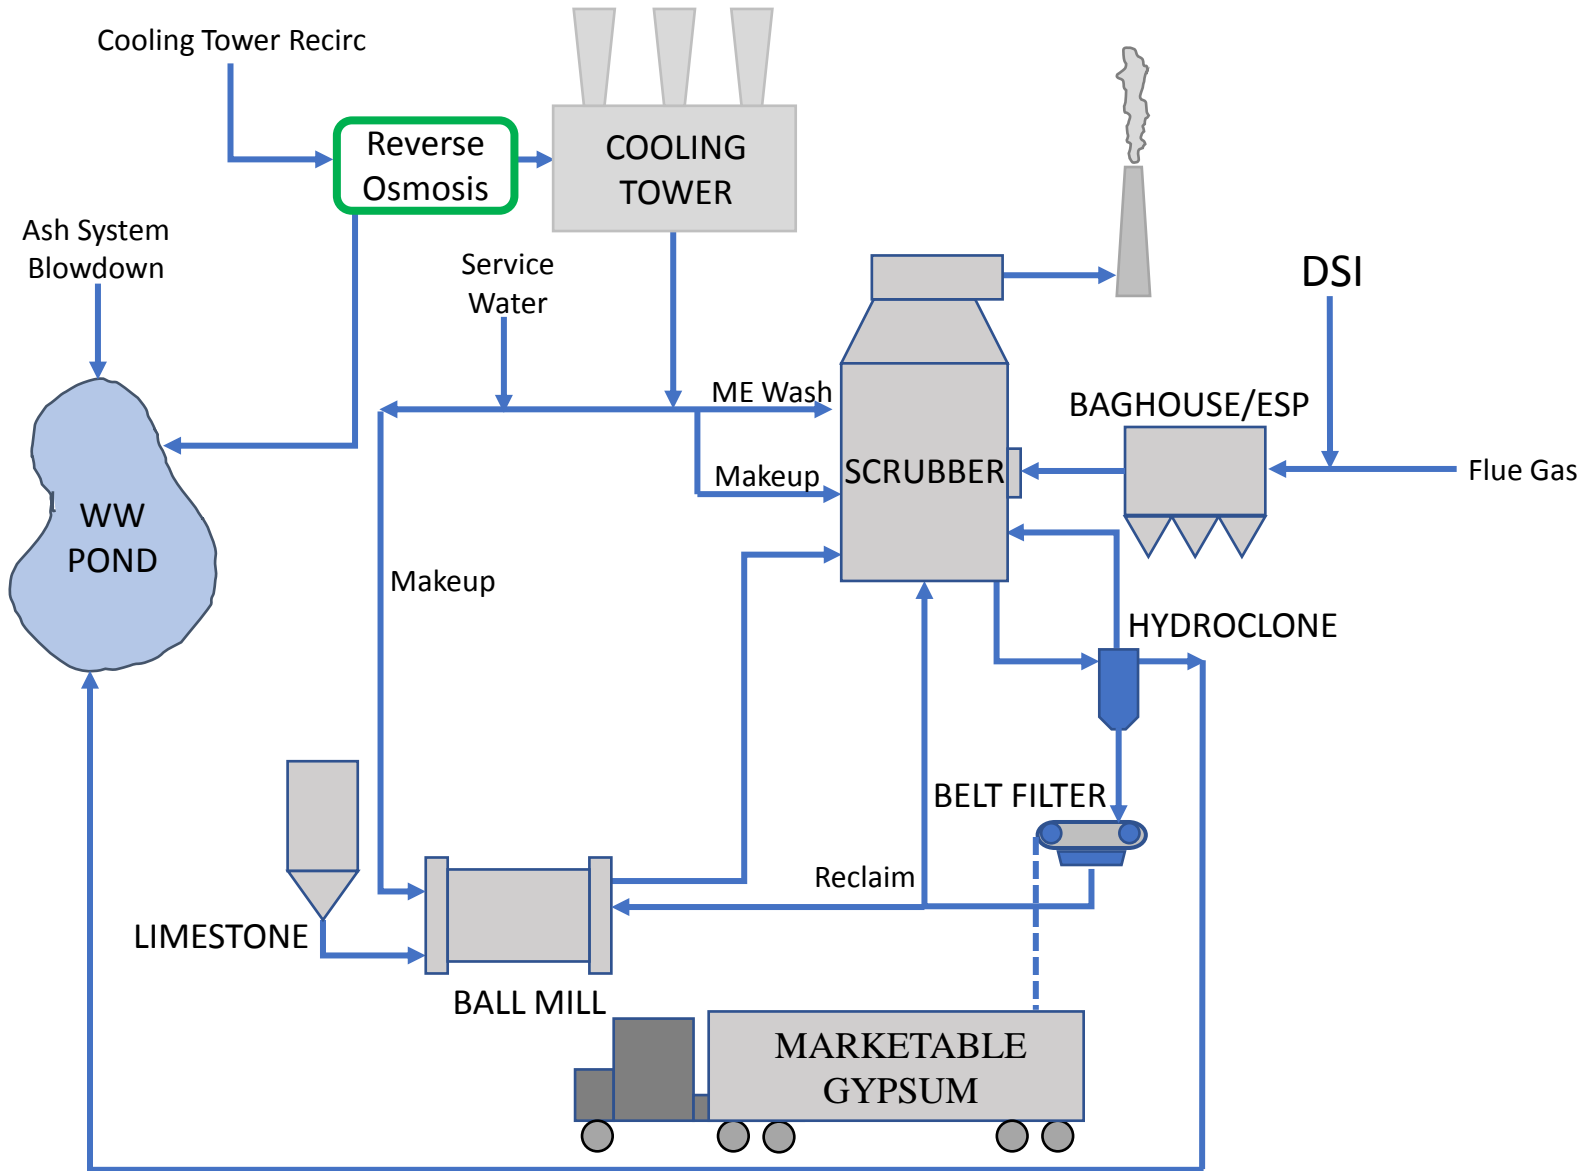 Cooling Tower Recirc
Reverse
Osmosis
COOLING
TOWER
Ash System
Blowdown
Service
Water
DSI
ME Wash
BAGHOUSE/ESP
Makeup
SCRUBBER
Flue Gas
WW
POND
Makeup
HYDROCLONE
BELT FILTER
Reclaim
LIMESTONE
BALL MILL
MARKETABLE
GYPSUM